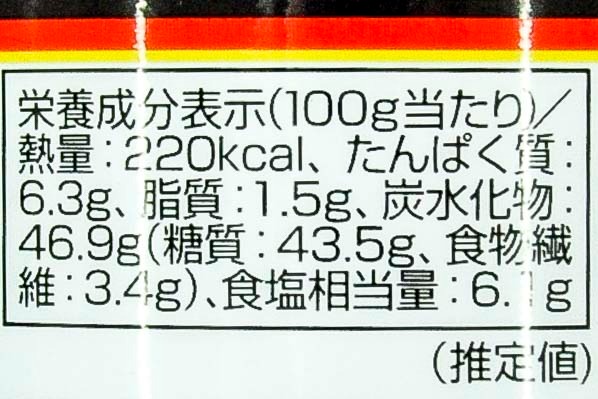 栄養成分表示(100g当たり)／
熱量：220kcal、たんぱく質：
6.3g、脂質：1.5g、炭水化物：
46.9g(糖質：43.5g、食物繊
維：3.4g)、食塩相当量：6.1g
(推定値)